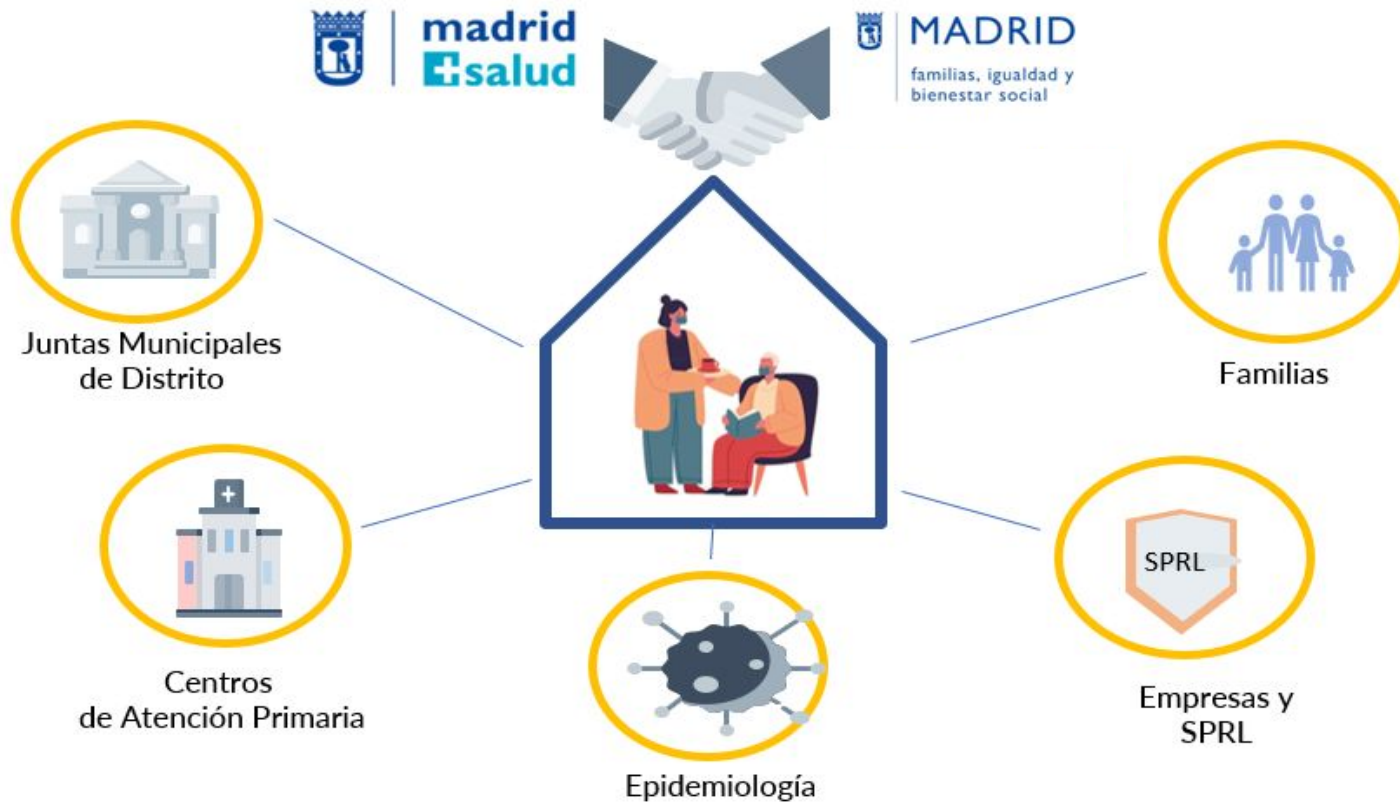 madrid
salud
MADRID
familias, igualdad y
bienestar social
Juntas Municipales
de Distrito
Familias
Centros
de Atención Primaria
SPRL
Empresas y
SPRL
Epidemiología